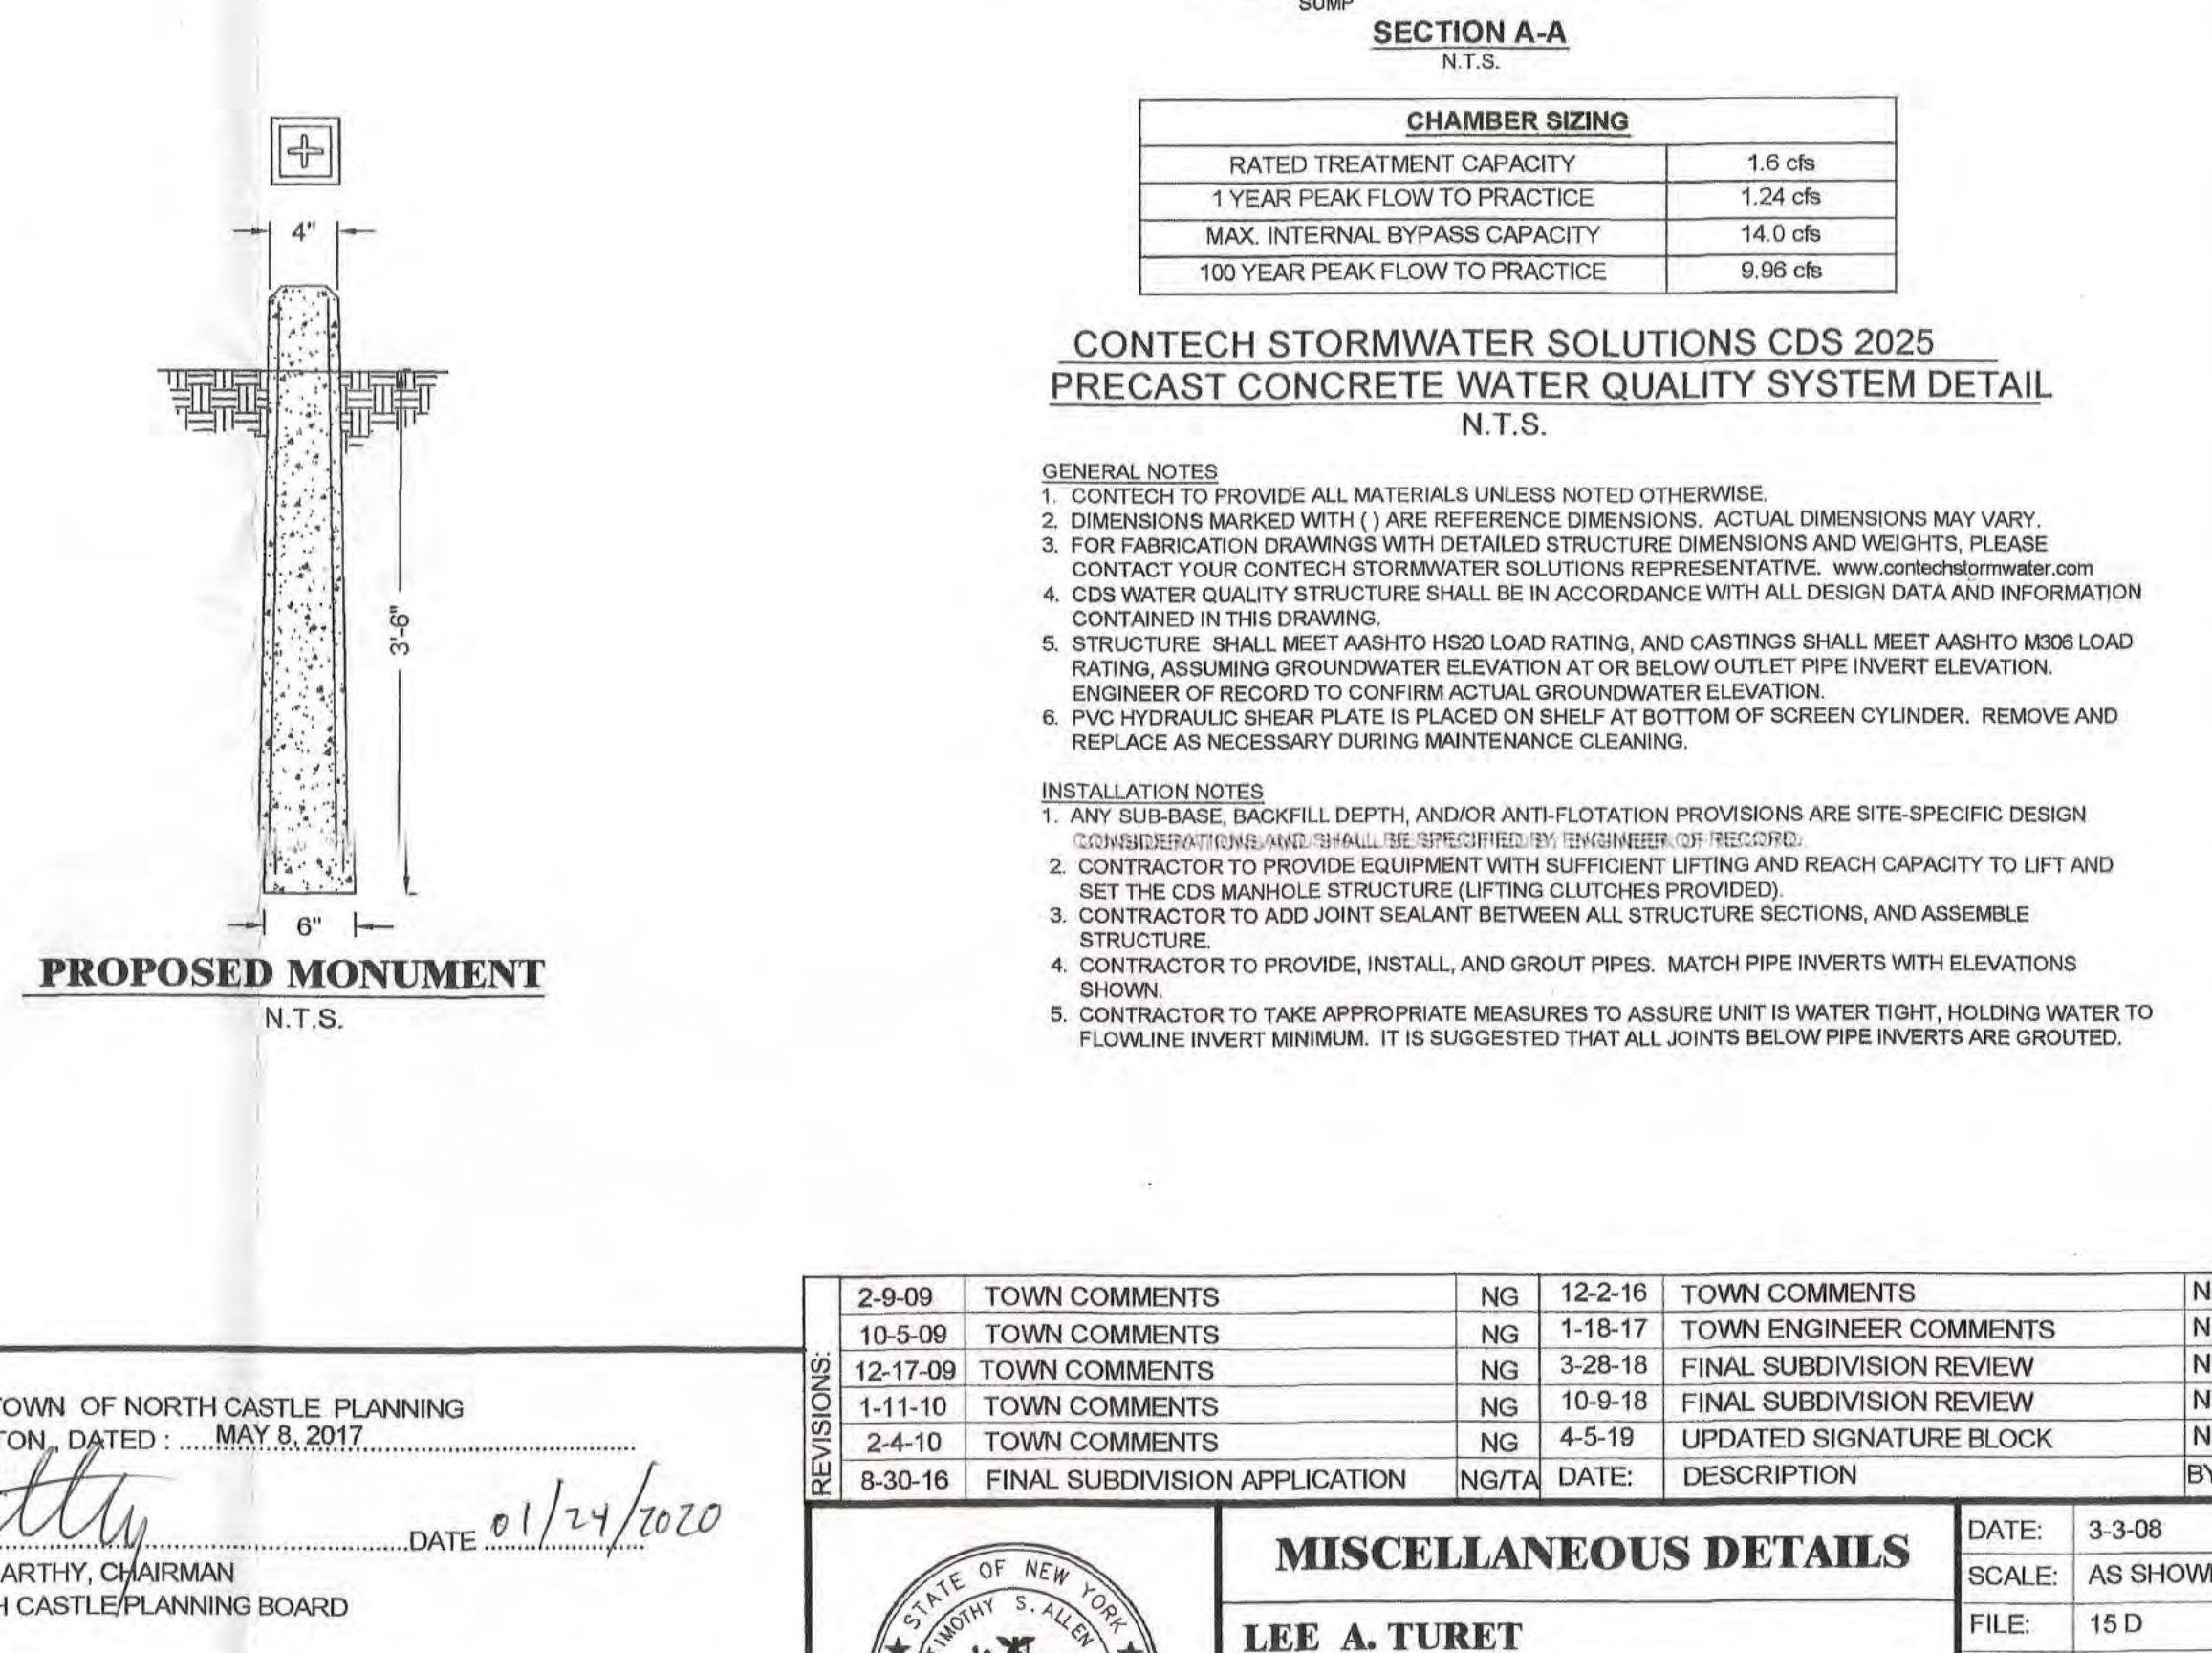 SUMP
SECTION A-A
N.T.S.
CHAMBER SIZING
RATED TREATMENT CAPACITY 1.6 cfs
1 YEAR PEAK FLOW TO PRACTICE 1.24 cfs
MAX. INTERNAL BYPASS CAPACITY 14.0 cfs
100 YEAR PEAK FLOW TO PRACTICE 9.96 cfs
CONTECH STORMWATER SOLUTIONS CDS 2025
PRECAST CONCRETE WATER QUALITY SYSTEM DETAIL
N.T.S.
4"
3'-6"
6"
PROPOSED MONUMENT
N.T.S.
GENERAL NOTES
1. CONTECH TO PROVIDE ALL MATERIALS UNLESS NOTED OTHERWISE.
2. DIMENSIONS MARKED WITH ( ) ARE REFERENCE DIMENSIONS. ACTUAL DIMENSIONS MAY VARY.
3. FOR FABRICATION DRAWINGS WITH DETAILED STRUCTURE DIMENSIONS AND WEIGHTS, PLEASE
CONTACT YOUR CONTECH STORMWATER SOLUTIONS REPRESENTATIVE. www.contechstormwater.com
4. CDS WATER QUALITY STRUCTURE SHALL BE IN ACCORDANCE WITH ALL DESIGN DATA AND INFORMATION
CONTAINED IN THIS DRAWING.
5. STRUCTURE SHALL MEET AASHTO HS20 LOAD RATING, AND CASTINGS SHALL MEET AASHTO M306 LOAD
RATING, ASSUMING GROUNDWATER ELEVATION AT OR BELOW OUTLET PIPE INVERT ELEVATION.
ENGINEER OF RECORD TO CONFIRM ACTUAL GROUNDWATER ELEVATION.
6. PVC HYDRAULIC SHEAR PLATE IS PLACED ON SHELF AT BOTTOM OF SCREEN CYLINDER. REMOVE AND
REPLACE AS NECESSARY DURING MAINTENANCE CLEANING.
INSTALLATION NOTES
1. ANY SUB-BASE, BACKFILL DEPTH, AND/OR ANTI-FLOTATION PROVISIONS ARE SITE-SPECIFIC DESIGN
CONSIDERATIONS AND SHALL BE SPECIFIED BY ENGINEER OF RECORD.
2. CONTRACTOR TO PROVIDE EQUIPMENT WITH SUFFICIENT LIFTING AND REACH CAPACITY TO LIFT AND
SET THE CDS MANHOLE STRUCTURE (LIFTING CLUTCHES PROVIDED).
3. CONTRACTOR TO ADD JOINT SEALANT BETWEEN ALL STRUCTURE SECTIONS, AND ASSEMBLE
STRUCTURE.
4. CONTRACTOR TO PROVIDE, INSTALL, AND GROUT PIPES. MATCH PIPE INVERTS WITH ELEVATIONS
SHOWN.
5. CONTRACTOR TO TAKE APPROPRIATE MEASURES TO ASSURE UNIT IS WATER TIGHT, HOLDING WATER TO
FLOWLINE INVERT MINIMUM. IT IS SUGGESTED THAT ALL JOINTS BELOW PIPE INVERTS ARE GROUTED.
OWN OF NORTH CASTLE PLANNING
TON, DATED : MAY 8, 2017
DATE 01/24/2020
ARTHY, CHAIRMAN
H CASTLE PLANNING BOARD
REVISIONS:
2-9-09 TOWN COMMENTS NG 12-2-16 TOWN COMMENTS N
10-5-09 TOWN COMMENTS NG 1-18-17 TOWN ENGINEER COMMENTS N
12-17-09 TOWN COMMENTS NG 3-28-18 FINAL SUBDIVISION REVIEW N
1-11-10 TOWN COMMENTS NG 10-9-18 FINAL SUBDIVISION REVIEW N
2-4-10 TOWN COMMENTS NG 4-5-19 UPDATED SIGNATURE BLOCK N
8-30-16 FINAL SUBDIVISION APPLICATION NG/TA DATE: DESCRIPTION BY
STATE OF NEW YORK
TIMOTHY S. ALLEN
MISCELLANEOUS DETAILS
LEE A. TURET
DATE: 3-3-08
SCALE: AS SHOW
FILE: 15 D